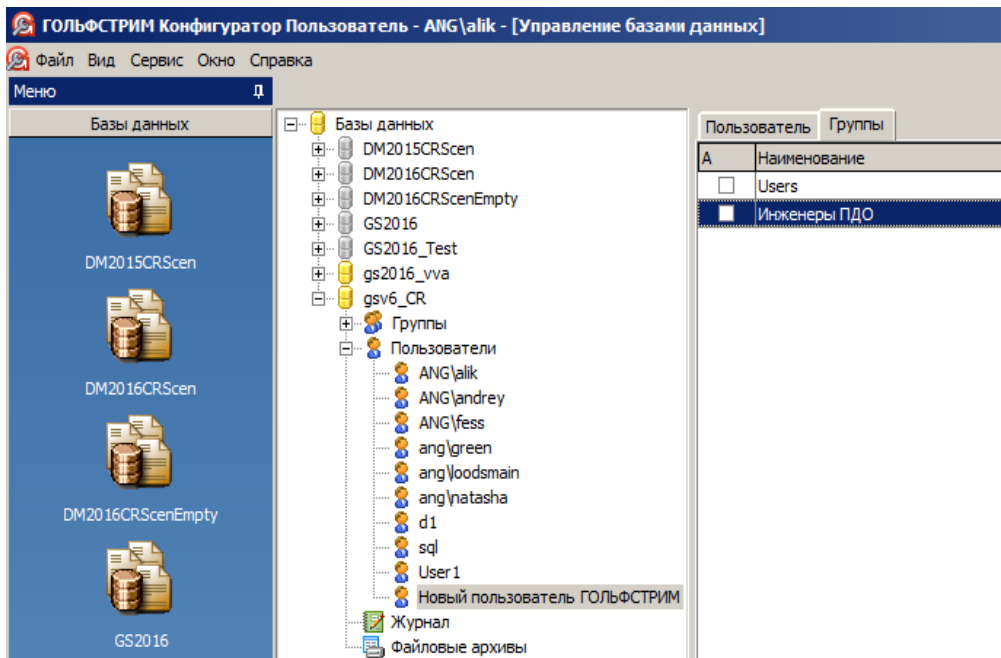 ГОЛЬФСТРИМ Конфигуратор Пользователь - ANG\alik - [Управление базами данных]
Файл Вид Сервис Окно Справка
Меню
Базы данных
DM2015CRScen
DM2016CRScen
DM2016CRScenEmpty
GS2016
Базы данных
DM2015CRScen
DM2016CRScen
DM2016CRScenEmpty
GS2016
GS2016_Test
gs2016_vva
gsv6_CR
Группы
Пользователи
ANG\alik
ANG\andrey
ANG\fess
ang\green
ang\loodsmain
ang\natasha
d1
sql
User1
Новый пользователь ГОЛЬФСТРИМ
Журнал
Файловые архивы
Пользователь Группы
А Наименование
Users
Инженеры ПДО